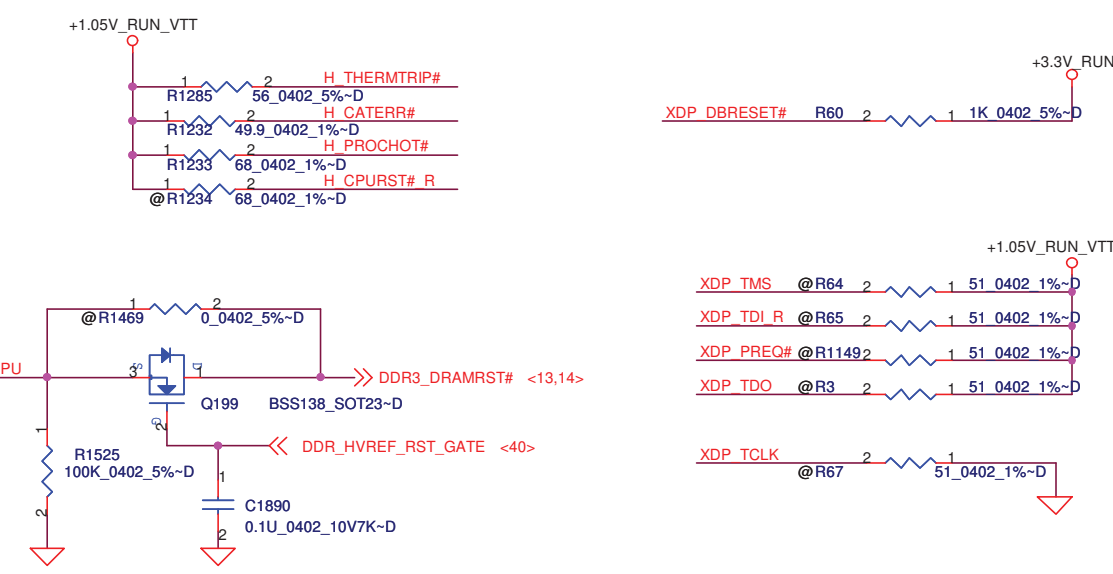 +1.05V_RUN_VTT
1 2 H_THERMTRIP#
R1285 56_0402_5%~D
1 2 H_CATERR#
R1232 49.9_0402_1%~D
1 2 H_PROCHOT#
R1233 68_0402_1%~D
1 2 H_CPURST#_R
@R1234 68_0402_1%~D
+3.3V_RUN
XDP_DBRESET# R60 2 1 1K_0402_5%~D
+1.05V_RUN_VTT
XDP_TMS @R64 2 1 51_0402_1%~D
XDP_TDI_R @R65 2 1 51_0402_1%~D
XDP_PREQ# @R1149 2 1 51_0402_1%~D
XDP_TDO @R3 2 1 51_0402_1%~D
XDP_TCLK 2 1
@R67 51_0402_1%~D
1 2
@R1469 0_0402_5%~D
PU 3 S D 1 DDR3_DRAMRST# <13,14>
Q199 BSS138_SOT23~D
G 2
DDR_HVREF_RST_GATE <40>
1
R1525
100K_0402_5%~D
2
1
C1890
0.1U_0402_10V7K~D
2